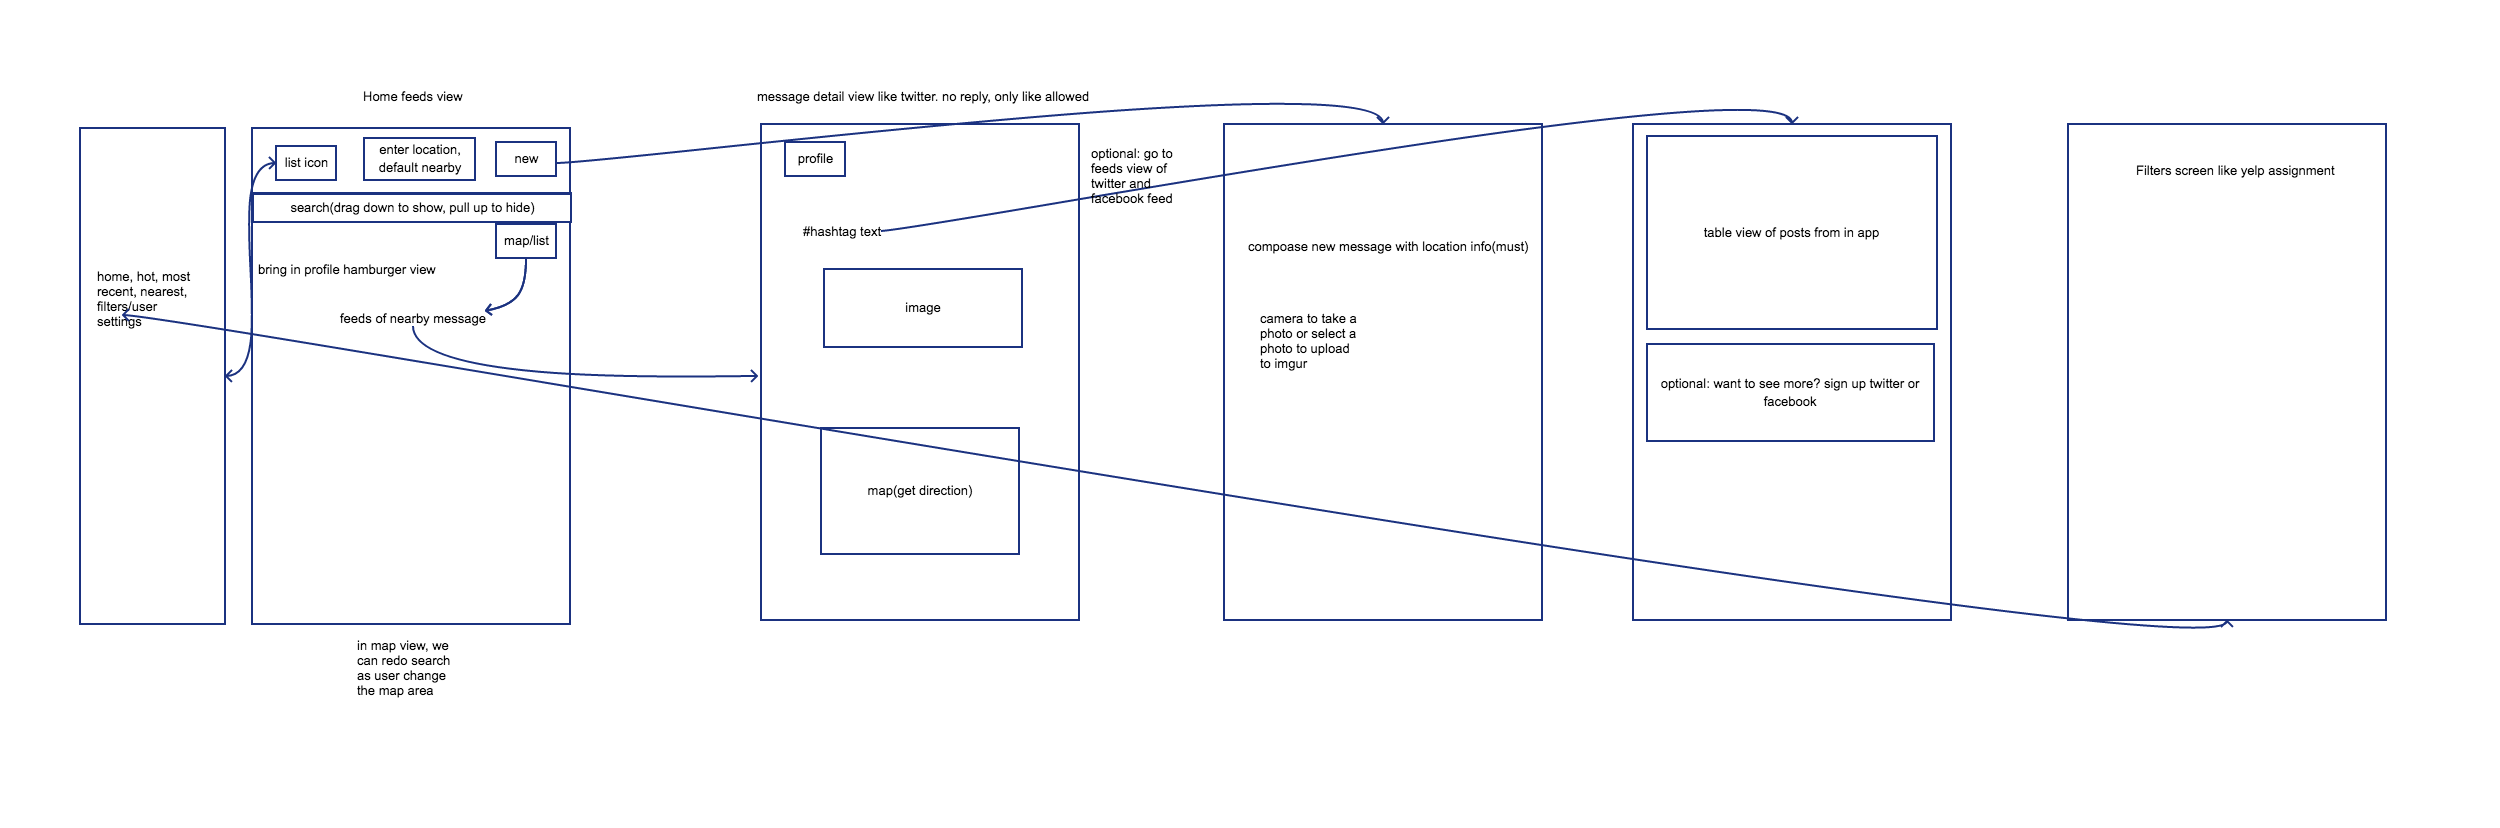 Home feeds view
message detail view like twitter. no reply, only like allowed
list icon
enter location,
default nearby
new
search(drag down to show, pull up to hide)
map/list
bring in profile hamburger view
home, hot, most
recent, nearest,
filters/user
settings
feeds of nearby message
in map view, we
can redo search
as user change
the map area
profile
#hashtag text
image
map(get direction)
optional: go to
feeds view of
twitter and
facebook feed
compoase new message with location info(must)
camera to take a
photo or select a
photo to upload
to imgur
table view of posts from in app
optional: want to see more? sign up twitter or
facebook
Filters screen like yelp assignment